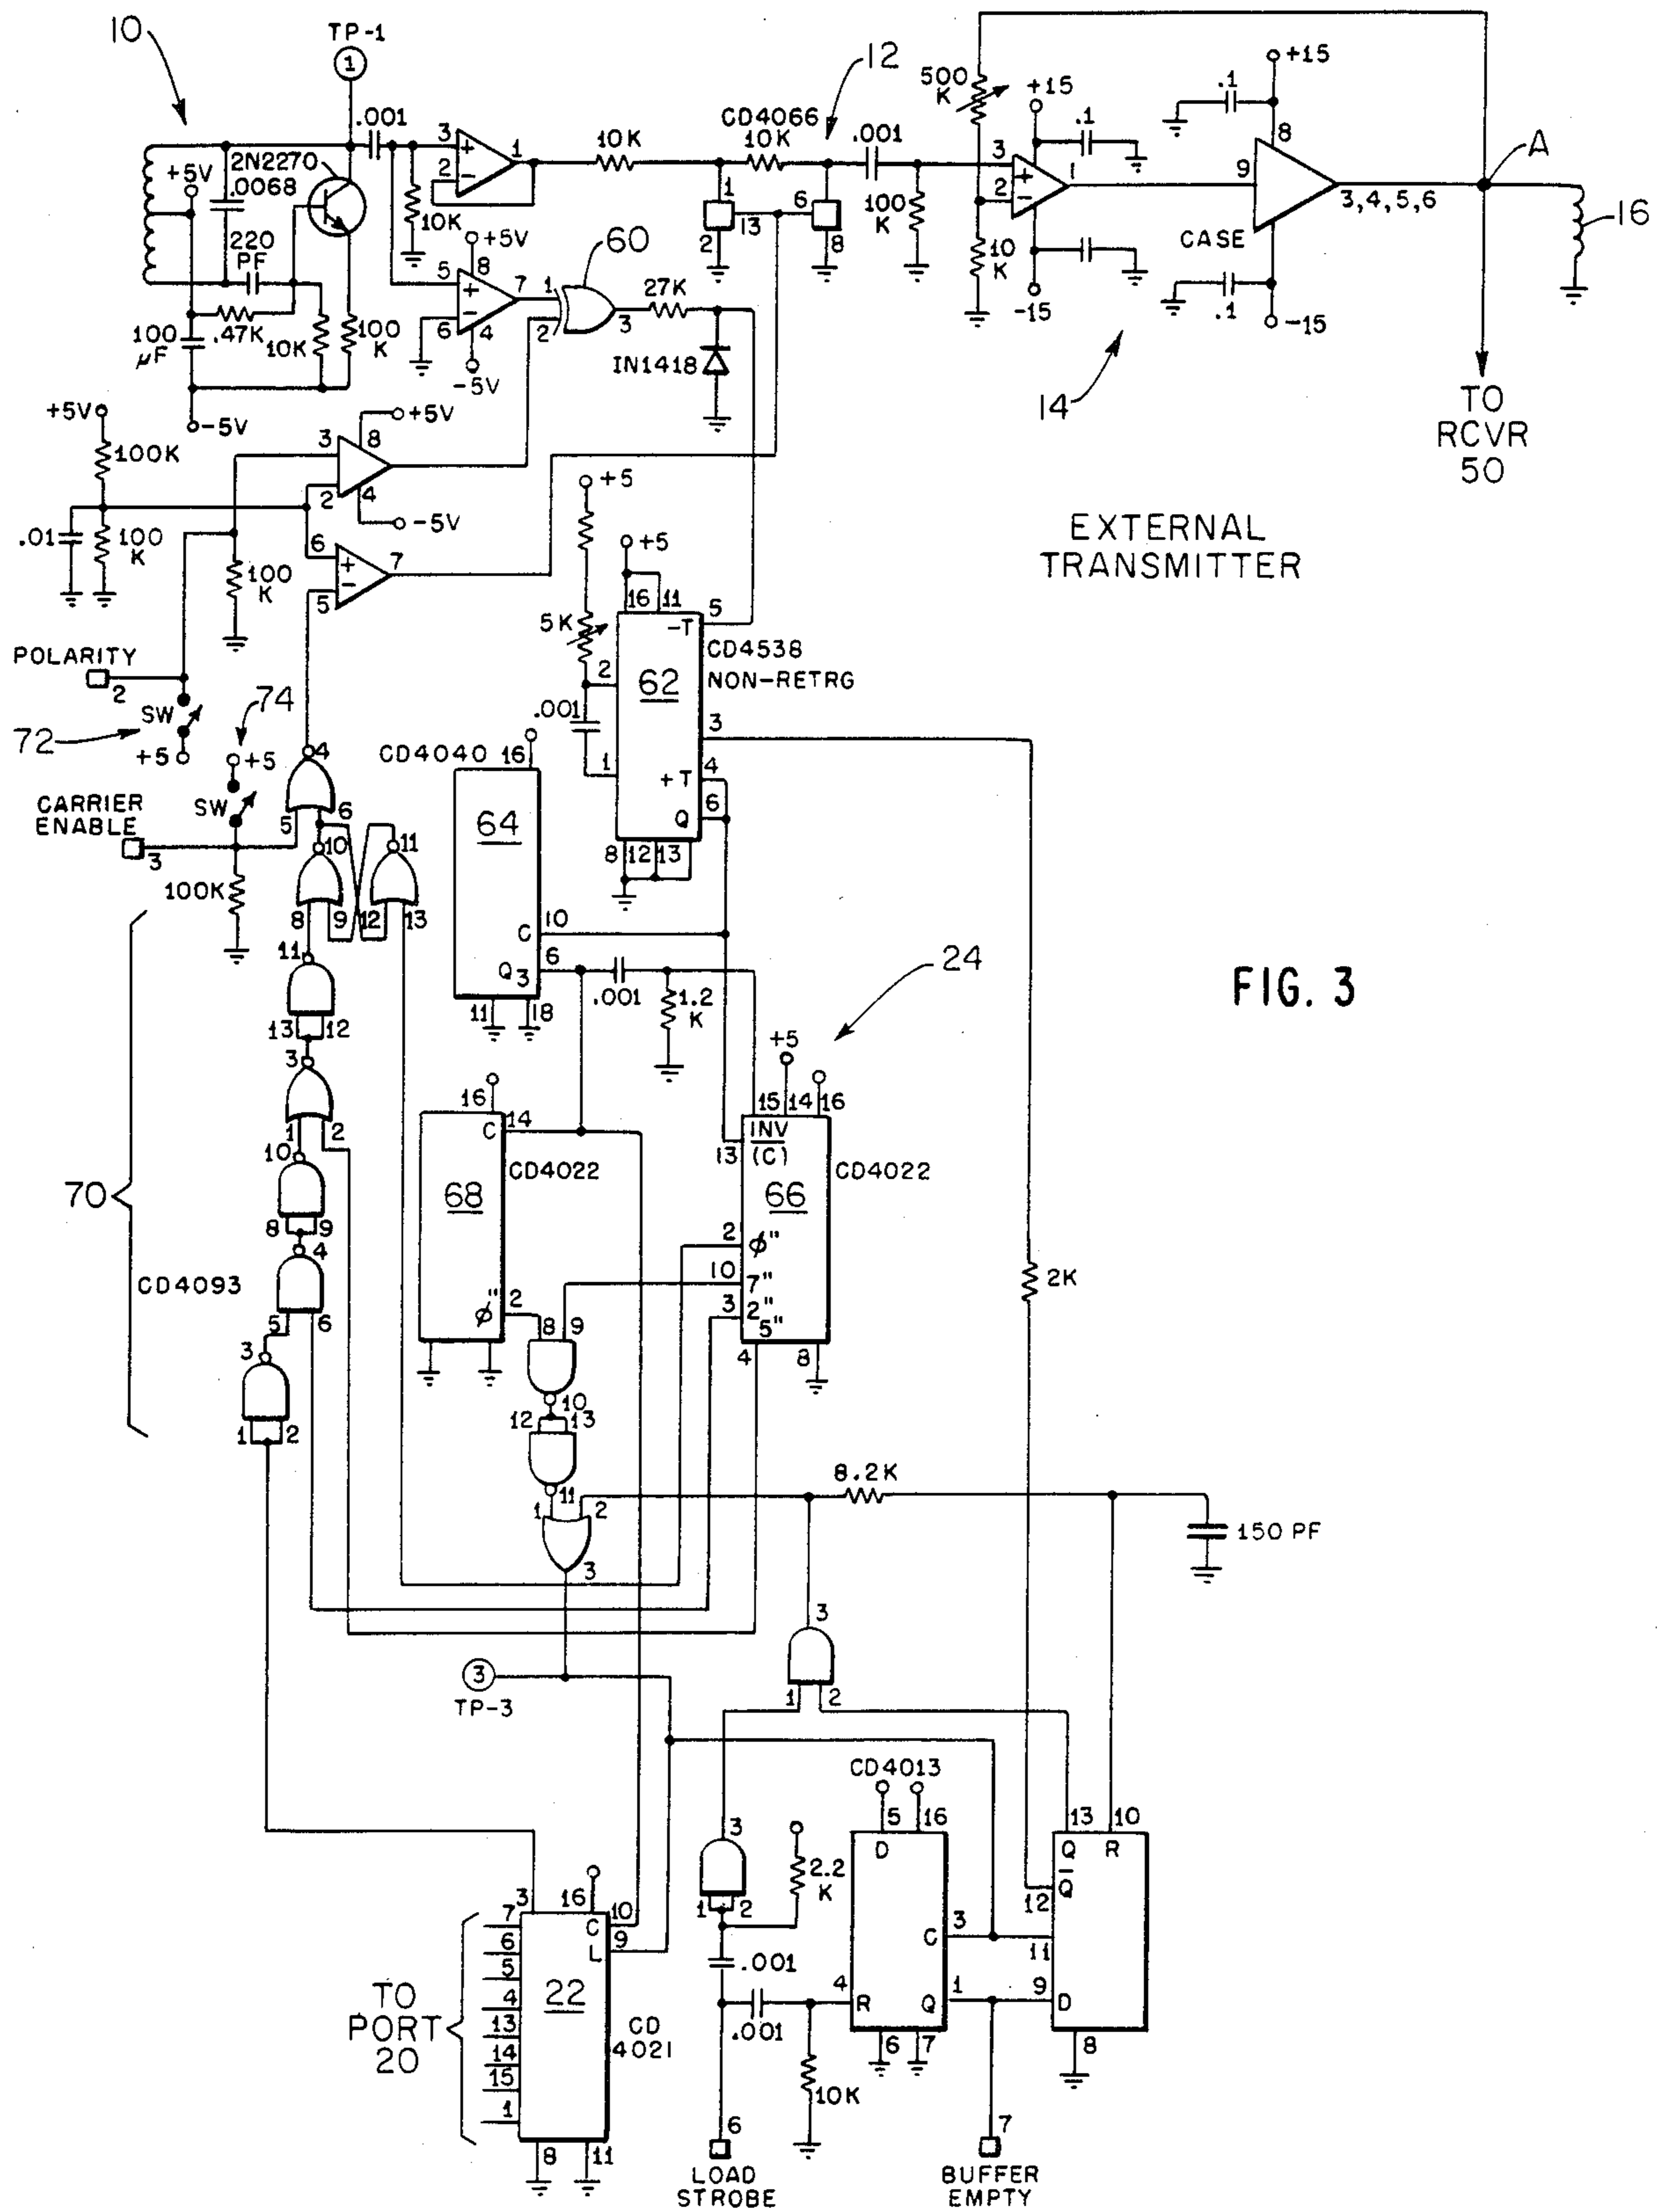 10
TP-1
1
12
500
K
+15
.1
+15
.1
8
.001
3
+
2
-
1
10K
CD4066
10K
.001
3
+
2
-
1
9
3,4,5,6
A
16
2N2270
+5V
.0068
10K
1
13
2
6
8
100
K
10
K
-15
CASE
.1
-15
220
PF
+5V
60
5
8
+
7
-
6
4
1
2
3
27K
.47K
100
µF
10K
100
K
-5V
IN1418
14
TO
RCVR
50
-5V
+5V
100K
+5V
3
8
2
4
-5V
.01
100
K
6
+
7
-
5
100
K
+5
+5
EXTERNAL
TRANSMITTER
16
11
5
-T
5K
2
CD4538
NON-RETRG
62
POLARITY
2
SW
72
+5
74
+5
.001
3
1
+T
4
Q
6
CD4040
16
64
4
SW
CARRIER
ENABLE
3
5
6
8
12
13
10
11
100K
8
9
12
13
C
10
Q3
6
.001
1.2
K
11
18
24
FIG. 3
11
13
12
3
+5
15
14
16
INV
(C)
13
CD4022
66
16
C
14
CD4022
68
1
2
10
70
8
9
4
CD4093
2
φ"
10
7"
3
2"
5"
4
8
2K
φ"
2
8
9
5
6
3
10
12
13
1
2
11
8.2K
1
2
150 PF
3
3
3
TP-3
1
2
CD4013
5
16
D
13
10
Q
R
Q
12
3
2.2
K
1
2
3
16
10
C
9
L
7
6
5
4
13
14
15
1
22
CD
4021
TO
PORT
20
8
11
.001
.001
4
R
C
3
11
Q
1
9
D
6
7
8
10K
6
LOAD
STROBE
7
BUFFER
EMPTY